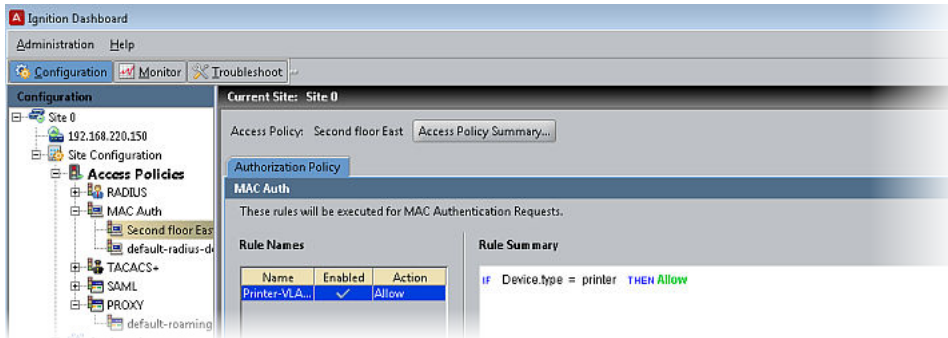 Ignition Dashboard
Administration Help
Configuration Monitor Troubleshoot
Configuration
Current Site: Site 0
Site 0
192.168.220.150
Access Policy: Second floor East Access Policy Summary...
Site Configuration
Access Policies
Authorization Policy
RADIUS
MAC Auth
MAC Auth
These rules will be executed for MAC Authentication Requests.
Second floor Eas
default-radius-de
Rule Names
Rule Summary
TACACS+
SAML
PROXY
default-roaming
Name Enabled Action
Printer-VLA... Allow
IF Device.type = printer THEN Allow